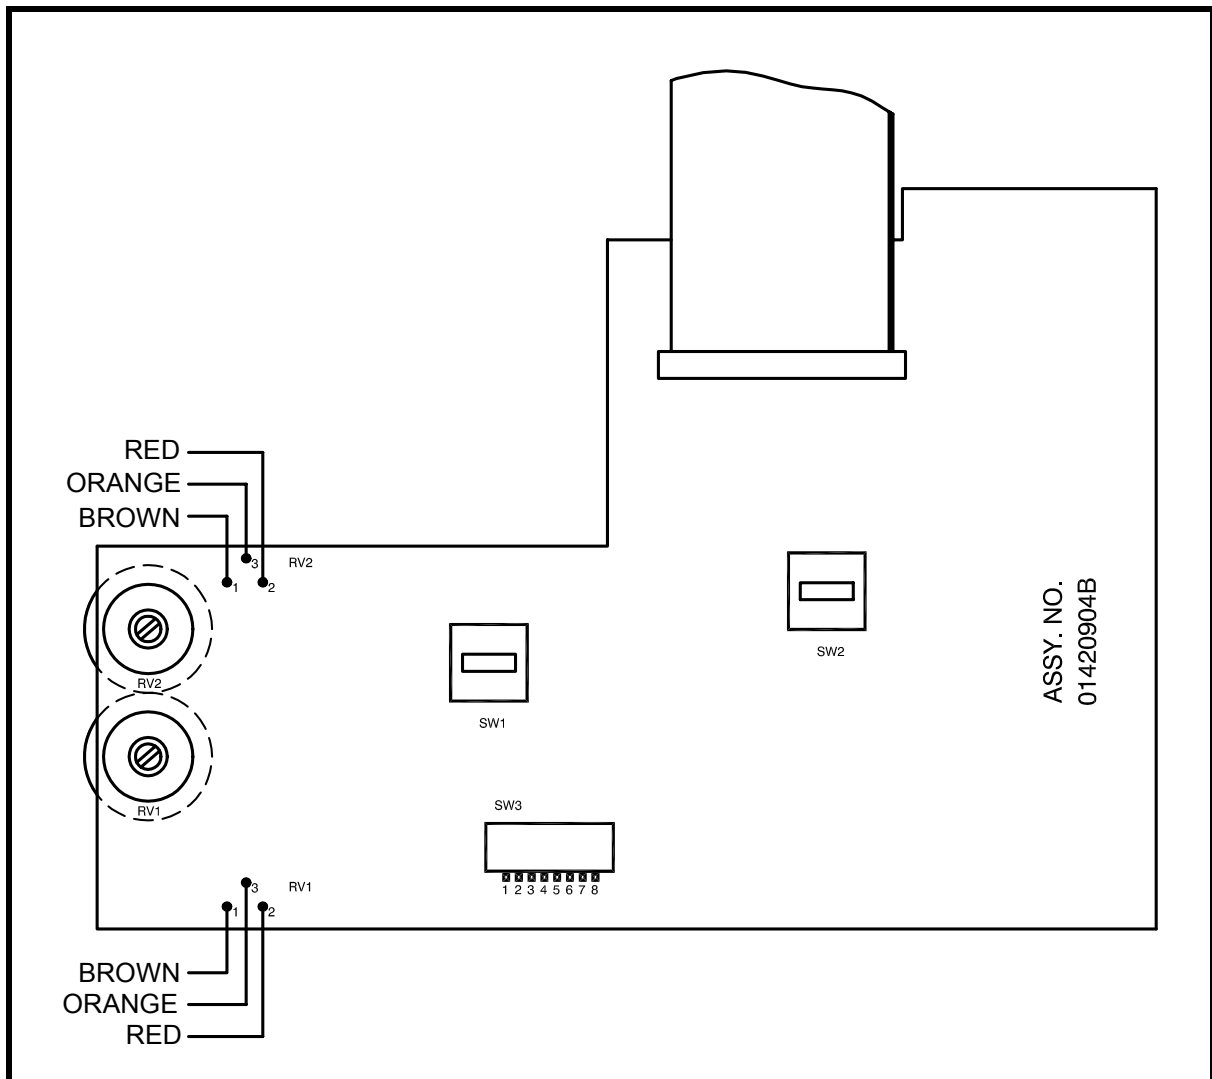 RED
ORANGE
BROWN
3 RV2
1 2
RV2
SW1
SW2
ASSY. NO.
01420904B
RV1
SW3
1 2 3 4 5 6 7 8
3 RV1
1 2
BROWN
ORANGE
RED